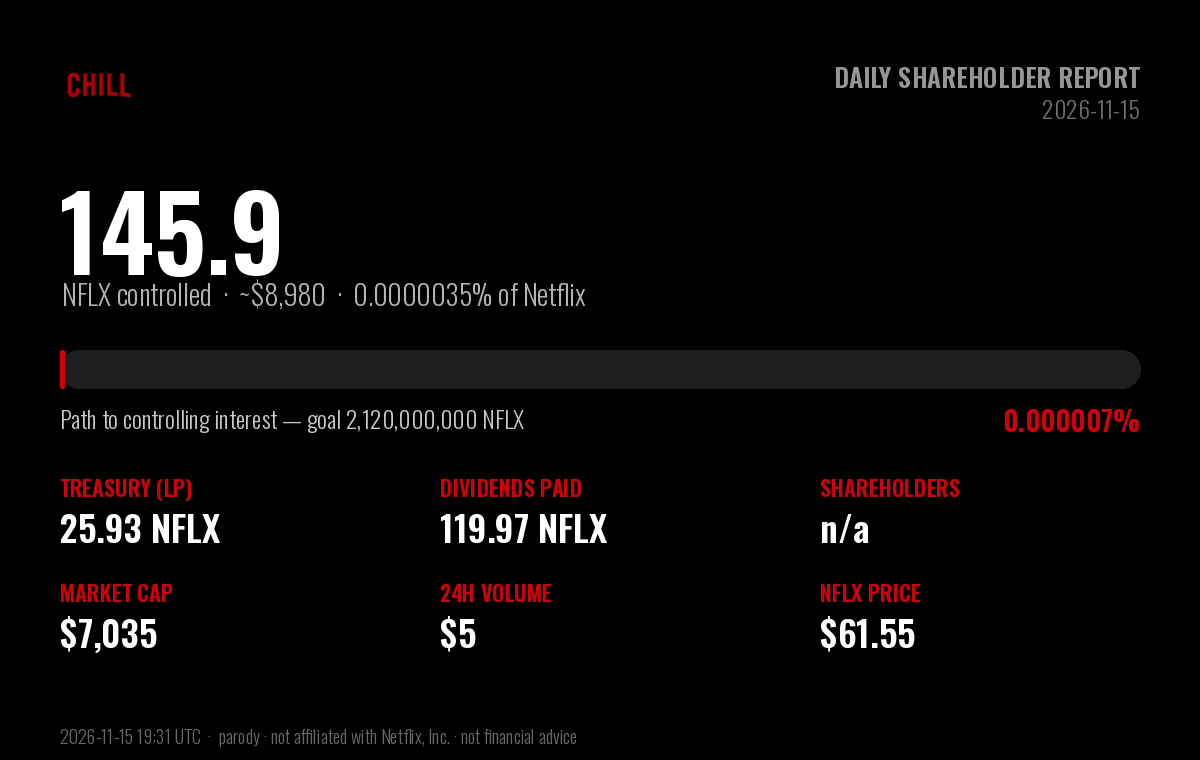 CHILL
DAILY SHAREHOLDER REPORT
2026-11-15
145.9
NFLX controlled · ~$8,980 · 0.0000035% of Netflix
Path to controlling interest — goal 2,120,000,000 NFLX
0.000007%
TREASURY (LP)
25.93 NFLX
DIVIDENDS PAID
119.97 NFLX
SHAREHOLDERS
n/a
MARKET CAP
$7,035
24H VOLUME
$5
NFLX PRICE
$61.55
2026-11-15 19:31 UTC · parody · not affiliated with Netflix, Inc. · not financial advice